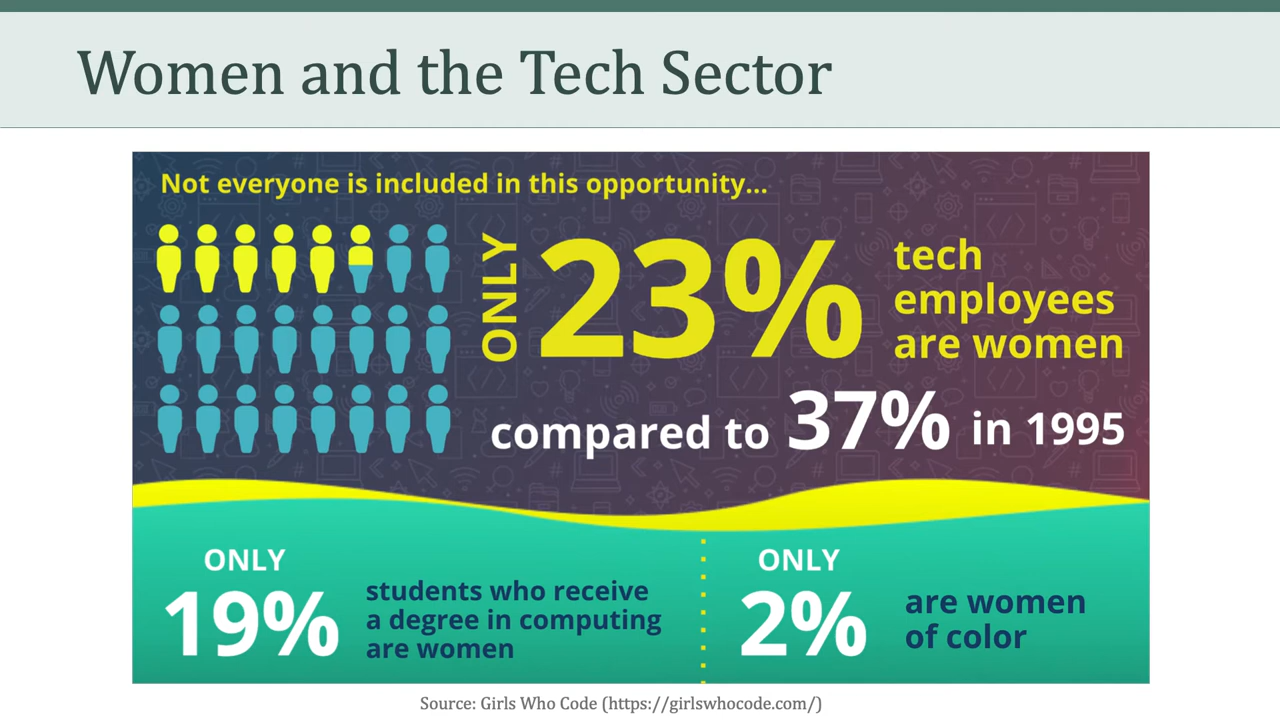 Women and the Tech Sector
Not everyone is included in this opportunity...
ONLY
23%
tech
employees
are women
compared to 37% in 1995
ONLY
19%
students who receive
a degree in computing
are women
ONLY
2%
are women
of color
Source: Girls Who Code (https://girlswhocode.com/)